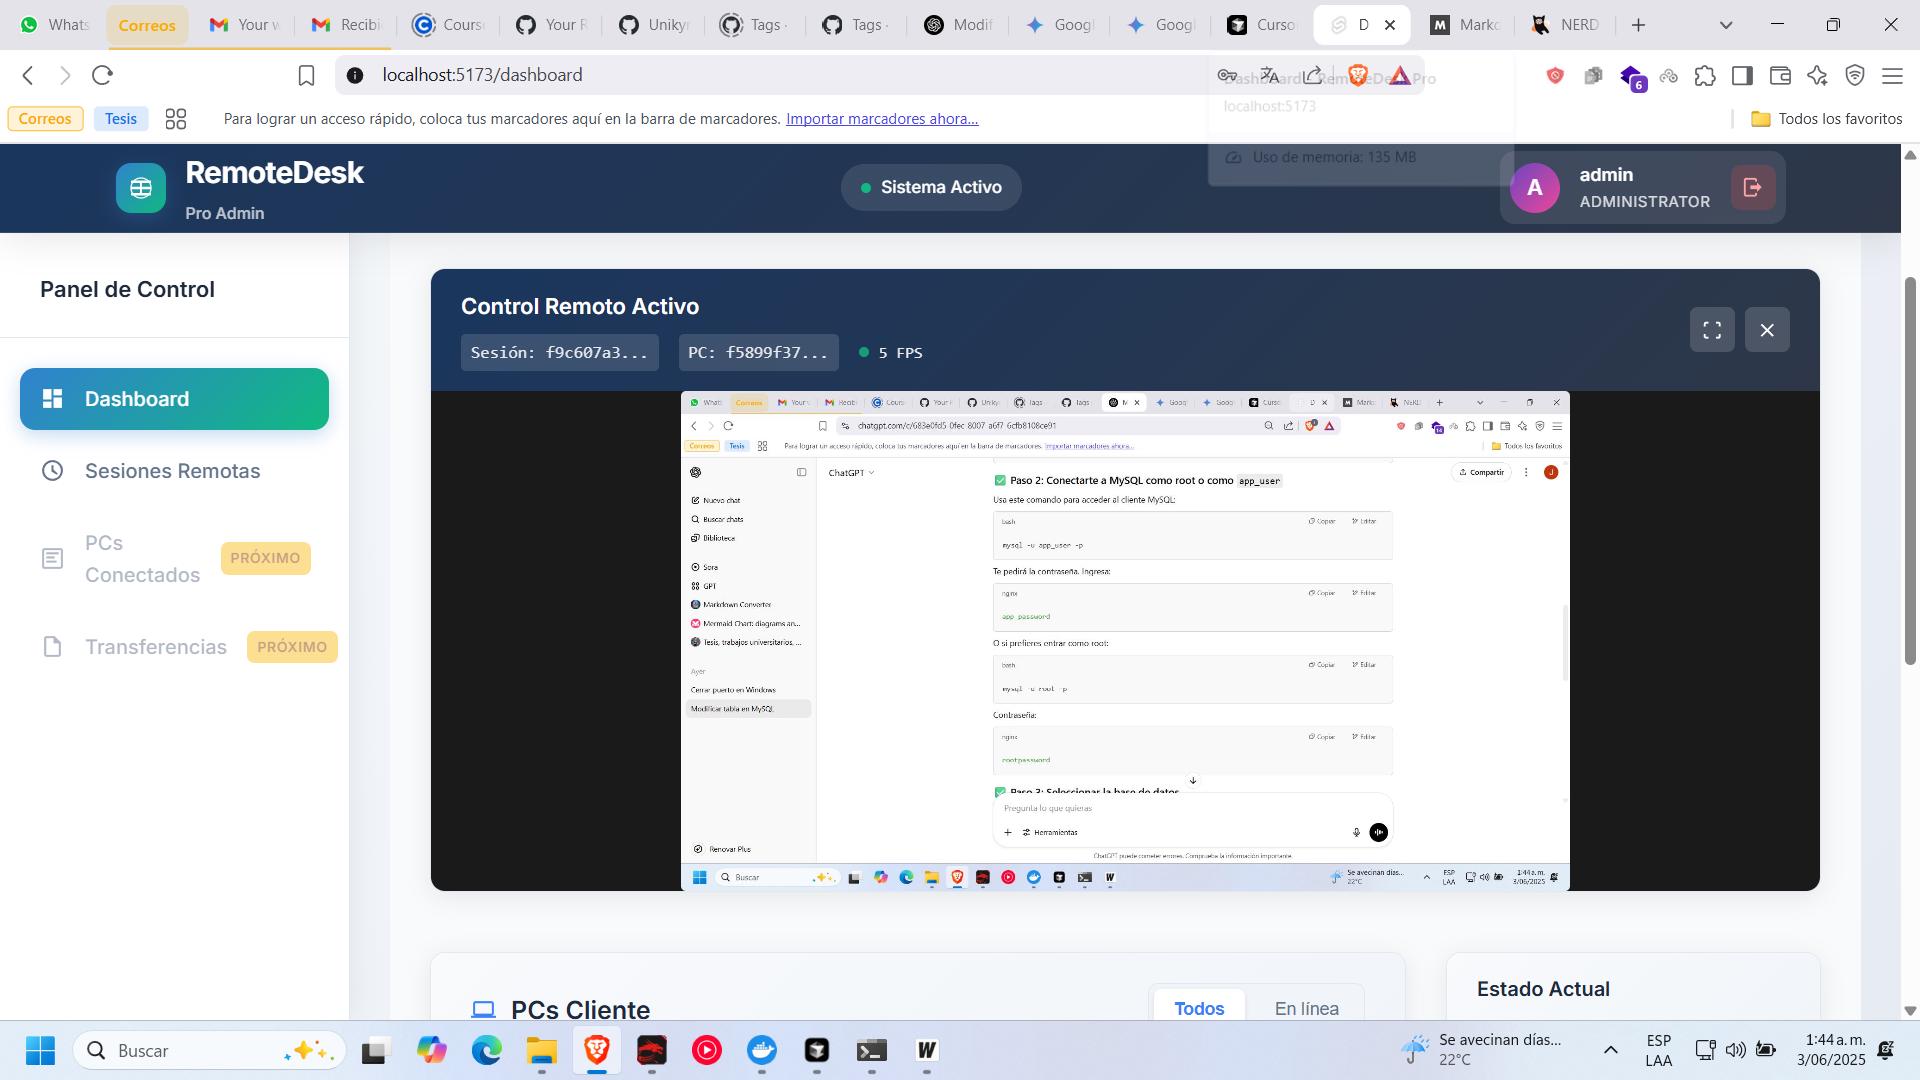 Whats
Correos
Your w
Recibi
Cours
Your R
Unikyr
Tags ·
Tags ·
Modif
Googl
Googl
Curso
D
Marko
NERD
localhost:5173/dashboard
Dashboard - RemoteDesk Pro
localhost:5173
Uso de memoria: 135 MB
6
Correos
Tesis
Para lograr un acceso rápido, coloca tus marcadores aquí en la barra de marcadores. Importar marcadores ahora...
Todos los favoritos
RemoteDesk
Pro Admin
Sistema Activo
A
admin
ADMINISTRATOR
Panel de Control
Dashboard
Sesiones Remotas
PCs Conectados
PRÓXIMO
Transferencias
PRÓXIMO
Control Remoto Activo
Sesión: f9c607a3...
PC: f5899f37...
5 FPS
Correos
chatgpt.com/c/683e0fd5-0fec-8007-a6f7-6cfb8108ce91
Correos
Tesis
Para lograr un acceso rápido, coloca tus marcadores aquí en la barra de marcadores. Importar marcadores ahora...
Todos los favoritos
ChatGPT
Compartir
J
Nuevo chat
Buscar chats
Biblioteca
Sora
GPT
Markdown Converter
Mermaid Chart: diagrams an...
Tesis, trabajos universitarios, ...
Ayer
Cerrar puerto en Windows
Modificar tabla en MySQL
Renovar Plus
Paso 2: Conectarte a MySQL como root o como app_user
Usa este comando para acceder al cliente MySQL:
bash
Copiar
Editar
mysql -u app_user -p
Te pedirá la contraseña. Ingresa:
nginx
Copiar
Editar
app_password
O si prefieres entrar como root:
bash
Copiar
Editar
mysql -u root -p
Contraseña:
nginx
Copiar
Editar
rootpassword
Paso 3: Seleccionar la base de datos
Pregunta lo que quieras
Herramientas
ChatGPT puede cometer errores. Comprueba la información importante.
Buscar
Se avecinan días...
22°C
ESP
LAA
1:44 a. m.
3/06/2025
PCs Cliente
Todos
En línea
Estado Actual
Buscar
Se avecinan días...
22°C
ESP
LAA
1:44 a. m.
3/06/2025